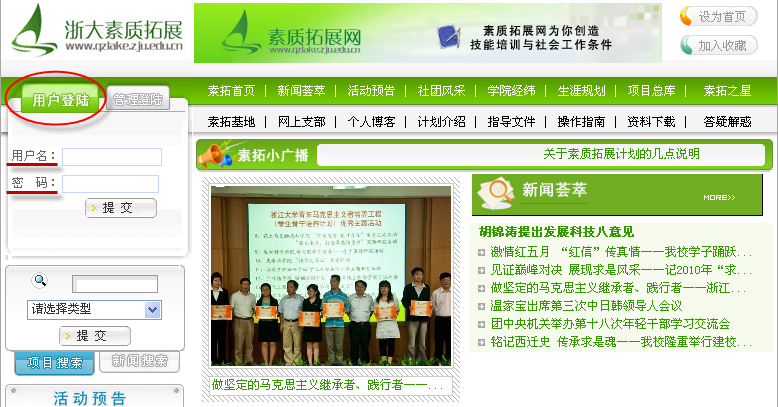 浙大素质拓展
www.qzlake.zju.edu.cn
素质拓展网
www.qzlake.zju.edu.cn
素质拓展网为你创造
技能培训与社会工作条件
设为首页
加入收藏
用户登陆 管理登陆
素拓首页 | 新闻荟萃 | 活动预告 | 社团风采 | 学院经纬 | 生涯规划 | 项目总库 | 素拓之星
素拓基地 | 网上支部 | 个人博客 | 计划介绍 | 指导文件 | 操作指南 | 资料下载 | 答疑解惑
用户名：
密 码：
提 交
请选择类型
提 交
项目搜索 新闻搜索
活动预告
素拓小广播
关于素质拓展计划的几点说明
浙江大学青年马克思主义者培养工程
（学生骨干培养计划）优秀主题活动
做坚定的马克思主义继承者、践行者一一...
新闻荟萃
MORE>>
胡锦涛提出发展科技八意见
激情红五月 “红信”传真情一一我校学子踊跃...
见证巅峰对决 展现求是风采一一记2010年“求...
做坚定的马克思主义继承者、践行者一一浙江...
温家宝出席第三次中日韩领导人会议
团中央机关举办第十八次年轻干部学习交流会
铭记西迁史 传承求是魂一一我校隆重举行建校...